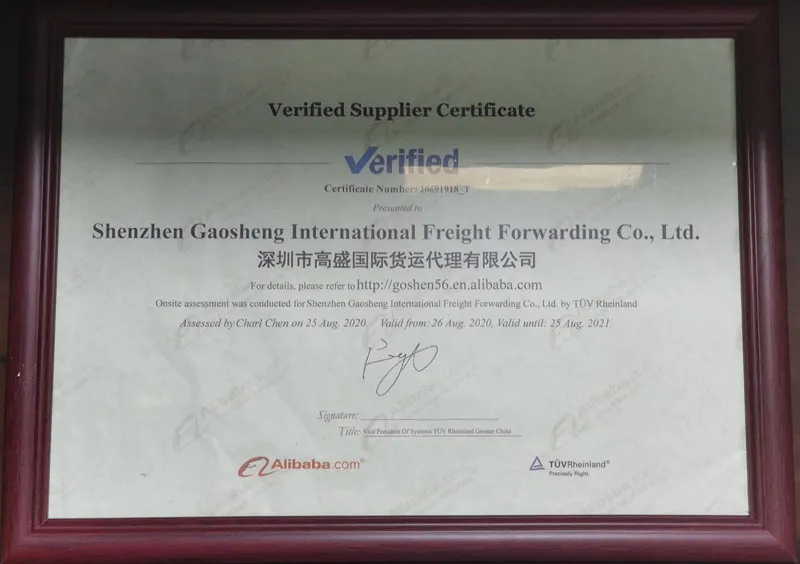 Verified Supplier Certificate
Verified
Certificate Number: 20691918_T
Presented to
Shenzhen Gaosheng International Freight Forwarding Co., Ltd.
深圳市高盛国际货运代理有限公司
For details, please refer to http://goshen56.en.alibaba.com
Onsite assessment was conducted for Shenzhen Gaosheng International Freight Forwarding Co., Ltd. by TÜV Rheinland
Assessed by Charl Chen on 25 Aug. 2020. Valid from: 26 Aug. 2020, Valid until: 25 Aug. 2021.
Signature:
Title: Vice President Of Systems TÜV Rheinland Greater China
Alibaba.com®
TÜVRheinland®
Precisely Right.